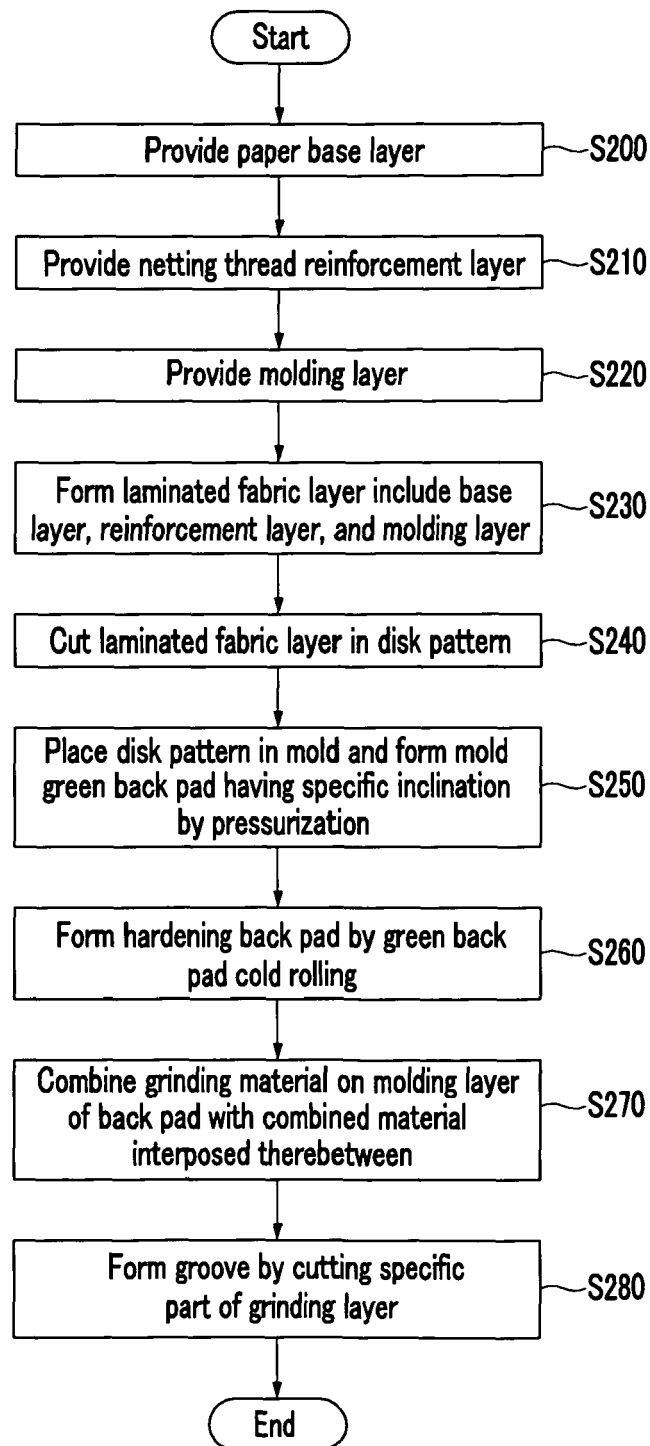 Start
Provide paper base layer
S200
Provide netting thread reinforcement layer
S210
Provide molding layer
S220
Form laminated fabric layer include base
layer, reinforcement layer, and molding layer
S230
Cut laminated fabric layer in disk pattern
S240
Place disk pattern in mold and form mold
green back pad having specific inclination
by pressurization
S250
Form hardening back pad by green back
pad cold rolling
S260
Combine grinding material on molding layer
of back pad with combined material
interposed therebetween
S270
Form groove by cutting specific
part of grinding layer
S280
End